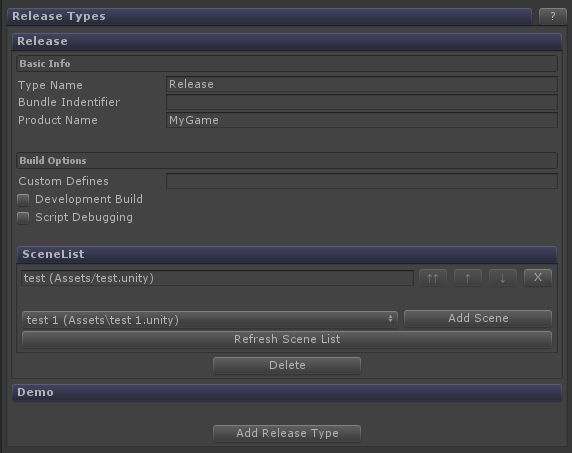 Release Types ?
Release
Basic Info
Type Name Release
Bundle Indentifier
Product Name MyGame
Build Options
Custom Defines
Development Build
Script Debugging
SceneList
test (Assets/test.unity) ↑↑ ↑ ↓ X
test 1 (Assets\test 1.unity) Add Scene
Refresh Scene List
Delete
Demo
Add Release Type